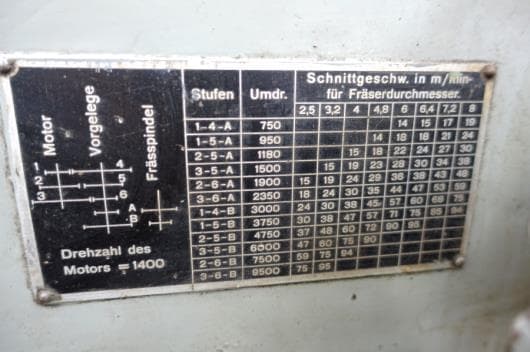 Motor
Vorgelege
Frässpindel
1 4
2 5
3 6
A
B
Drehzahl des
Motors = 1400
Stufen Umdr. Schnittgeschw. in m/min-
für Fräserdurchmesser.
2,5 3,2 4 4,8 6 6,4 7,2 8
1-4-A 750 14 15 17 19
1-5-A 950 14 18 18 21 24
2-5-A 1180 15 18 22 24 27 30
3-5-A 1500 15 19 23 28 30 34 38
2-6-A 1900 15 19 24 29 36 38 43 48
3-6-A 2350 18 24 30 35 44 47 53 59
1-4-B 3000 24 30 38 45 57 60 68 75
1-5-B 3750 30 38 47 57 71 75 85 94
2-5-B 4750 37 48 60 72 90 95
3-5-B 6000 47 60 75 90
2-6-B 7500 59 75 94
3-6-B 9500 75 95